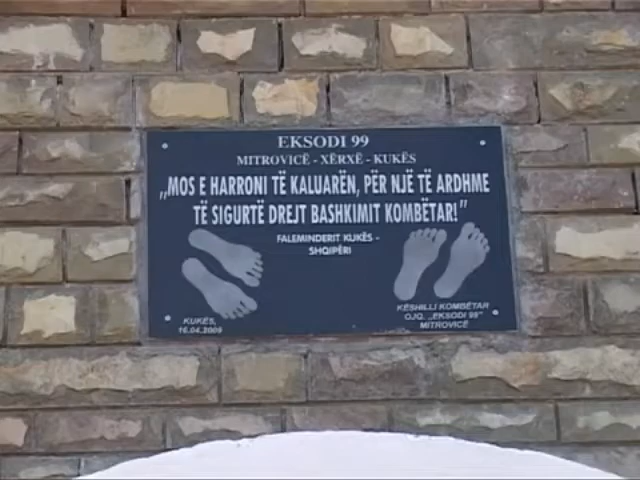 EKSODI 99
MITROVICË - XËRXË - KUKËS
„MOS E HARRONI TË KALUARËN, PËR NJË TË ARDHME
TË SIGURTË DREJT BASHKIMIT KOMBËTAR!”
FALEMINDERIT KUKËS -
SHQIPËRI
KUKËS,
16.04.2009
KËSHILLI KOMBËTAR
OJQ. „EKSODI 99”
MITROVICË